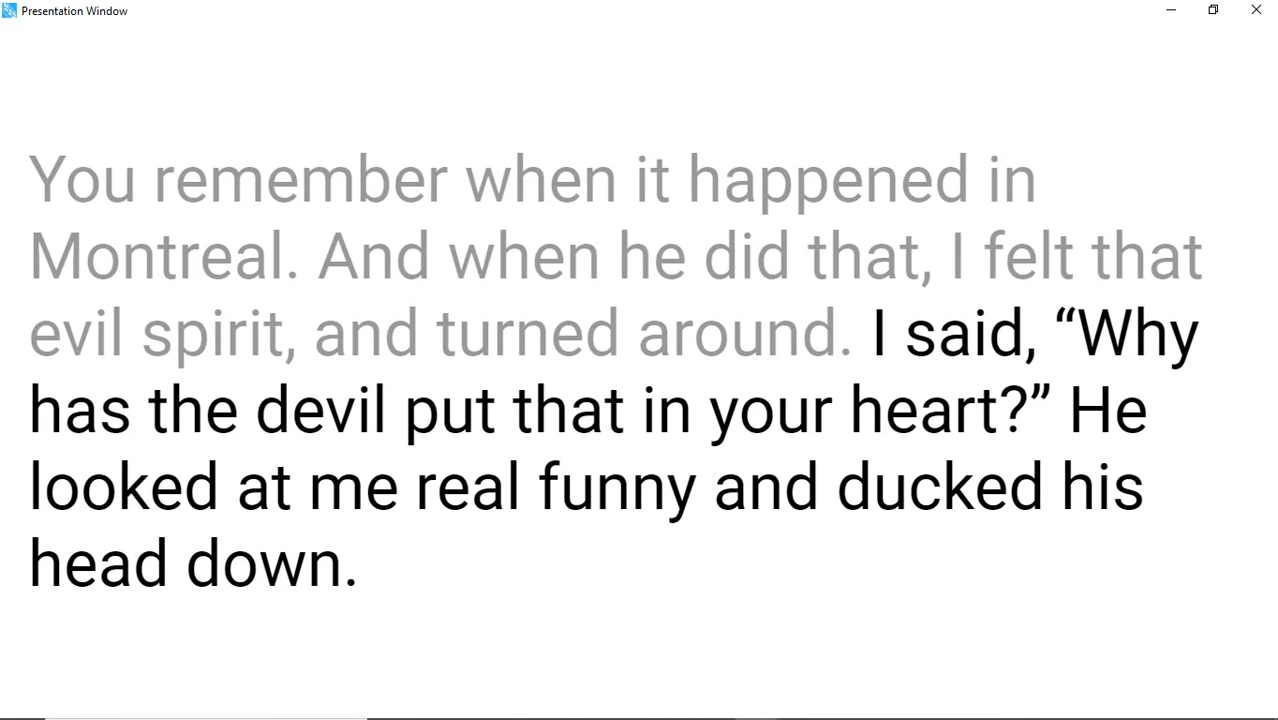 Presentation Window
You remember when it happened in
Montreal. And when he did that, I felt that
evil spirit, and turned around. I said, “Why
has the devil put that in your heart?” He
looked at me real funny and ducked his
head down.